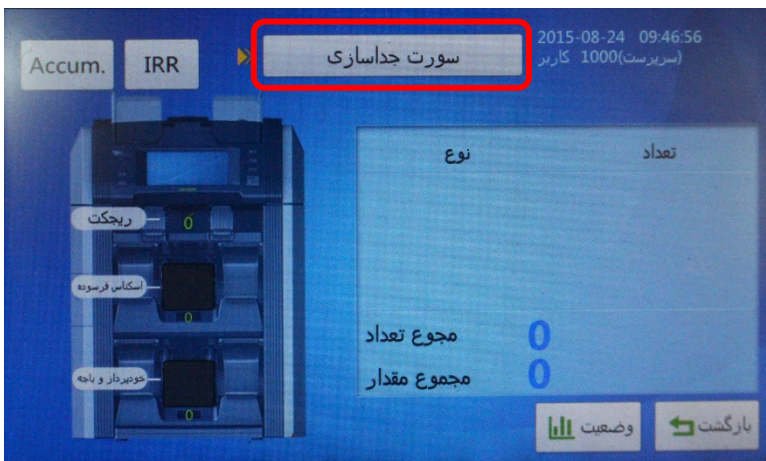 Accum.
IRR
سورت جداسازی
2015-08-24 09:46:56
(سرپرست)1000 کاربر
نوع
تعداد
ریجکت
0
اسکناس فرسوده
0
خودپرداز و باجه
0
مجوع تعداد 0
مجموع مقدار 0
وضعیت
بازگشت